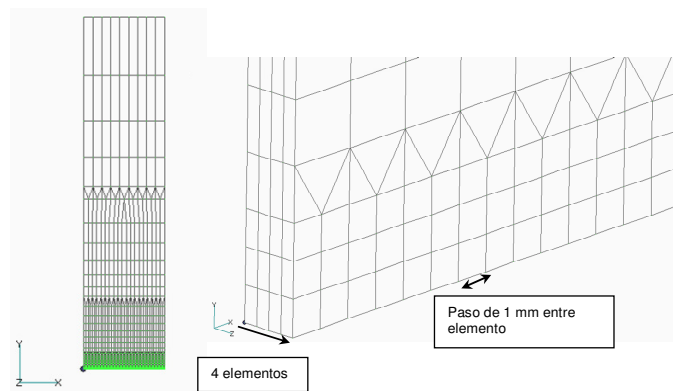 Y
Z
X
Y
X
Z
4 elementos
Paso de 1 mm entre
elemento